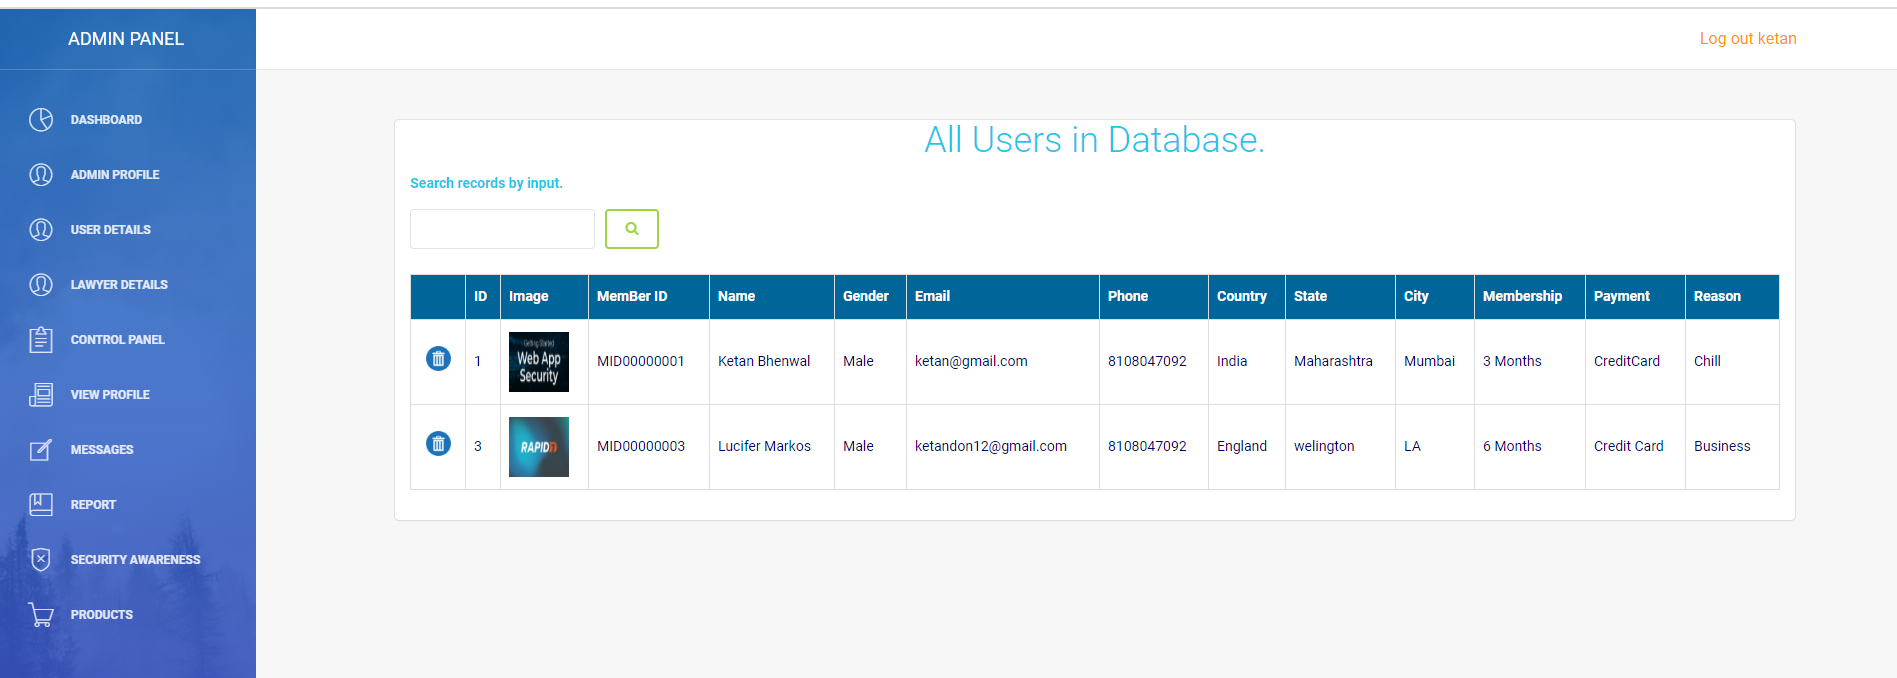 ADMIN PANEL
Log out ketan
DASHBOARD
ADMIN PROFILE
USER DETAILS
LAWYER DETAILS
CONTROL PANEL
VIEW PROFILE
MESSAGES
REPORT
SECURITY AWARENESS
PRODUCTS
All Users in Database.
Search records by input.
ID Image MemBer ID Name Gender Email Phone Country State City Membership Payment Reason
Getting Started
Web App
Security
1 MID00000001 Ketan Bhenwal Male ketan@gmail.com 8108047092 India Maharashtra Mumbai 3 Months CreditCard Chill
RAPID7
3 MID00000003 Lucifer Markos Male ketandon12@gmail.com 8108047092 England welington LA 6 Months Credit Card Business